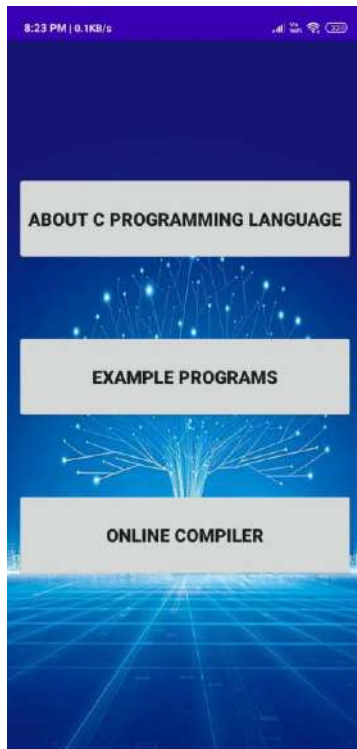 8:23 PM | 0.1KB/s
ABOUT C PROGRAMMING LANGUAGE
EXAMPLE PROGRAMS
ONLINE COMPILER